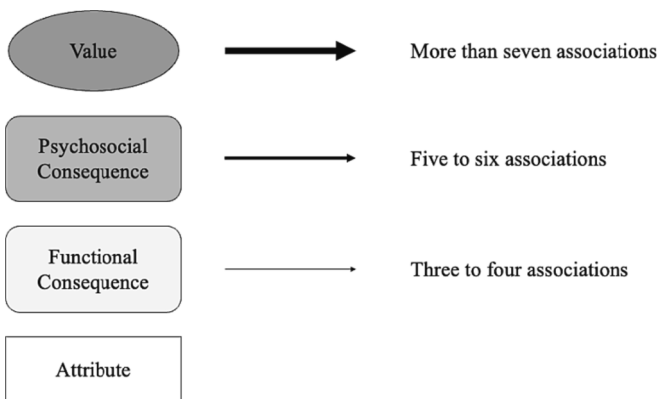 Value
More than seven associations
Psychosocial
Consequence
Five to six associations
Functional
Consequence
Three to four associations
Attribute